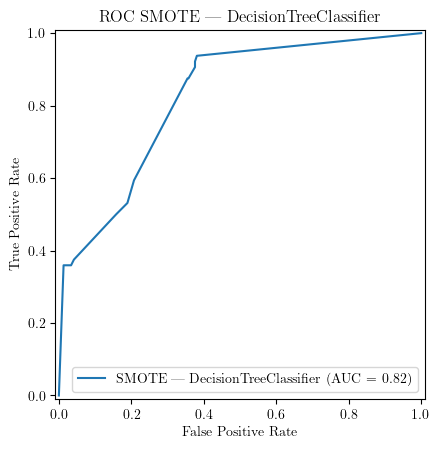 ROC SMOTE — DecisionTreeClassifier
1.0
0.8
0.6
0.4
0.2
0.0
True Positive Rate
SMOTE — DecisionTreeClassifier (AUC = 0.82)
0.0 0.2 0.4 0.6 0.8 1.0
False Positive Rate